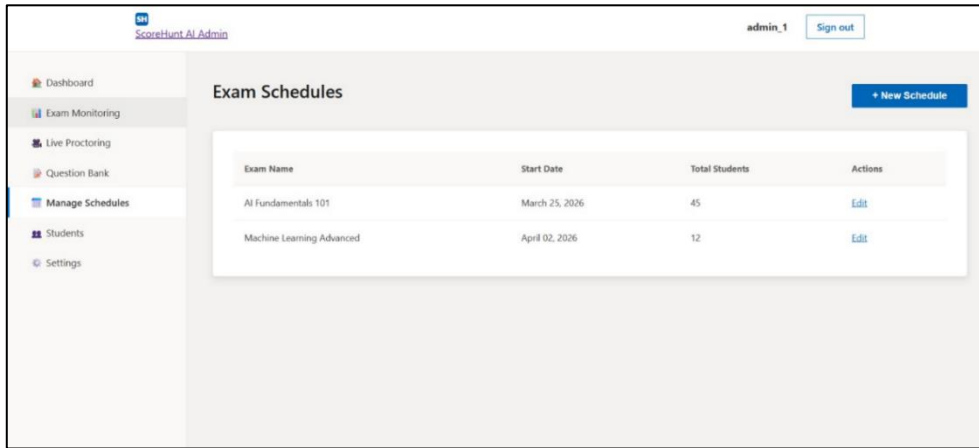 SH
ScoreHunt AI Admin
admin_1
Sign out
Dashboard
Exam Monitoring
Live Proctoring
Question Bank
Manage Schedules
Students
Settings
Exam Schedules
+ New Schedule
Exam Name Start Date Total Students Actions
AI Fundamentals 101 March 25, 2026 45 Edit
Machine Learning Advanced April 02, 2026 12 Edit